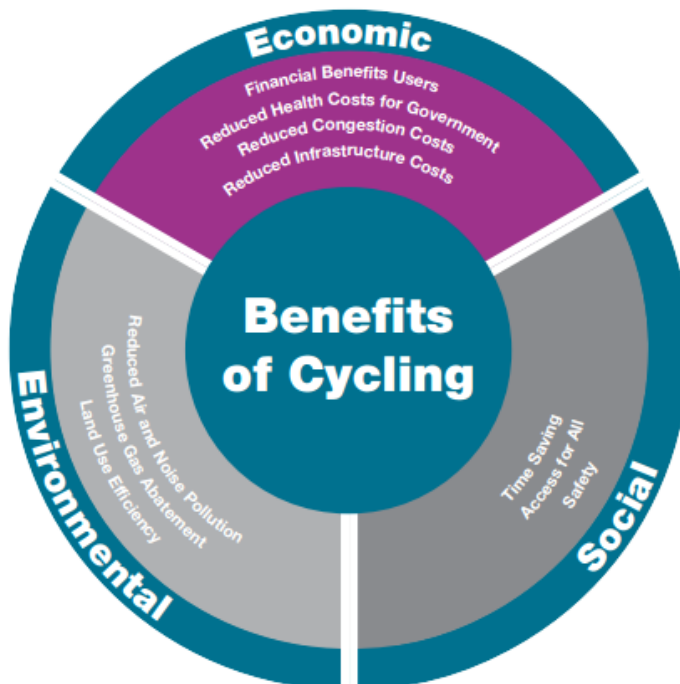 Economic
Financial Benefits Users
Reduced Health Costs for Government
Reduced Congestion Costs
Reduced Infrastructure Costs
Benefits
of Cycling
Environmental
Reduced Air and Noise Pollution
Greenhouse Gas Abatement
Land Use Efficiency
Social
Time Saving
Access for All
Safety